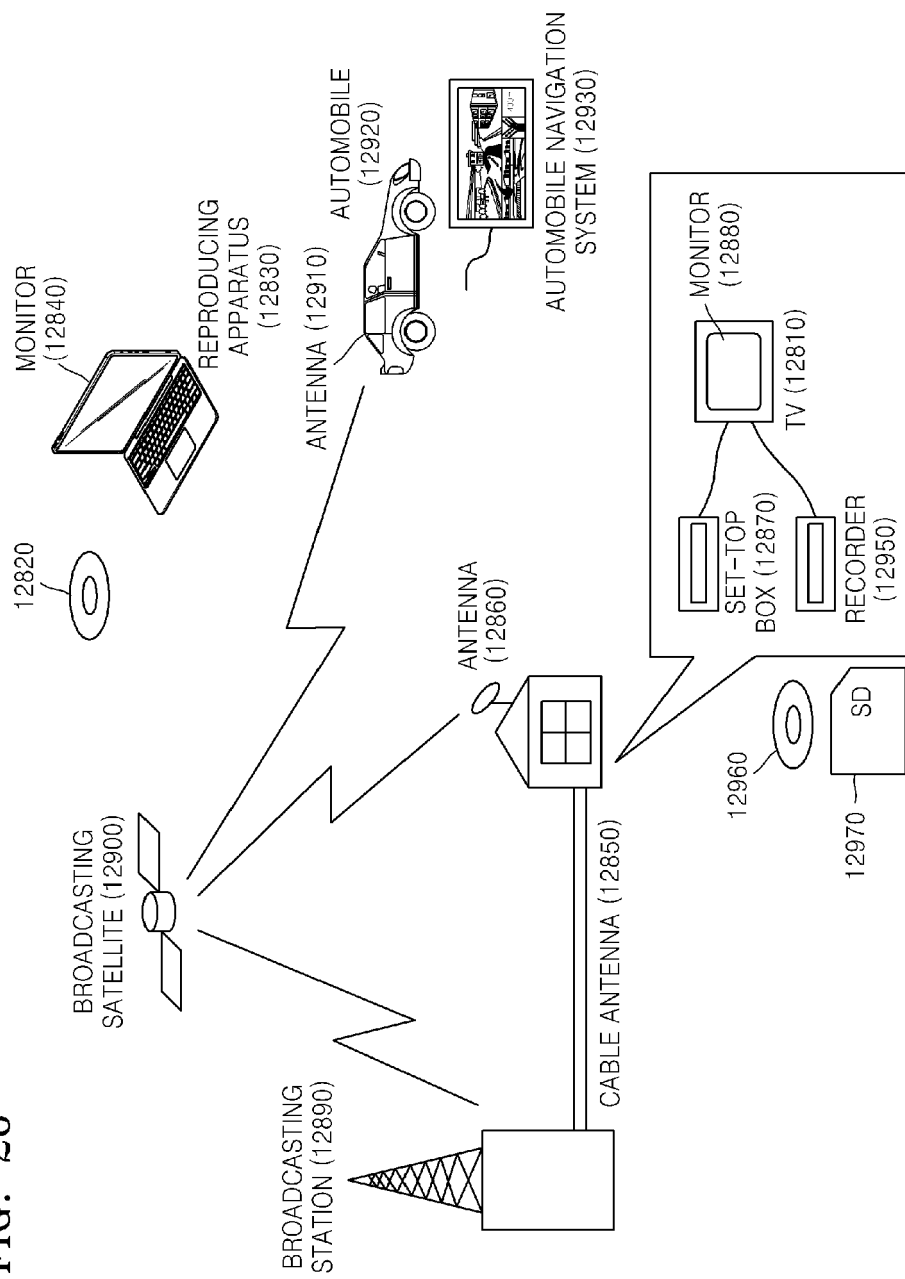 FIG.
BROADCASTING
SATELLITE (12900)
12820
MONITOR
(12840)
REPRODUCING
APPARATUS
(12830)
BROADCASTING
STATION (12890)
ANTENNA (12910)
AUTOMOBILE
(12920)
ANTENNA
(12860)
AUTOMOBILE NAVIGATION
SYSTEM (12930)
CABLE ANTENNA (12850)
12960
12970
SD
SET-TOP
BOX (12870)
RECORDER
(12950)
MONITOR
(12880)
TV (12810)